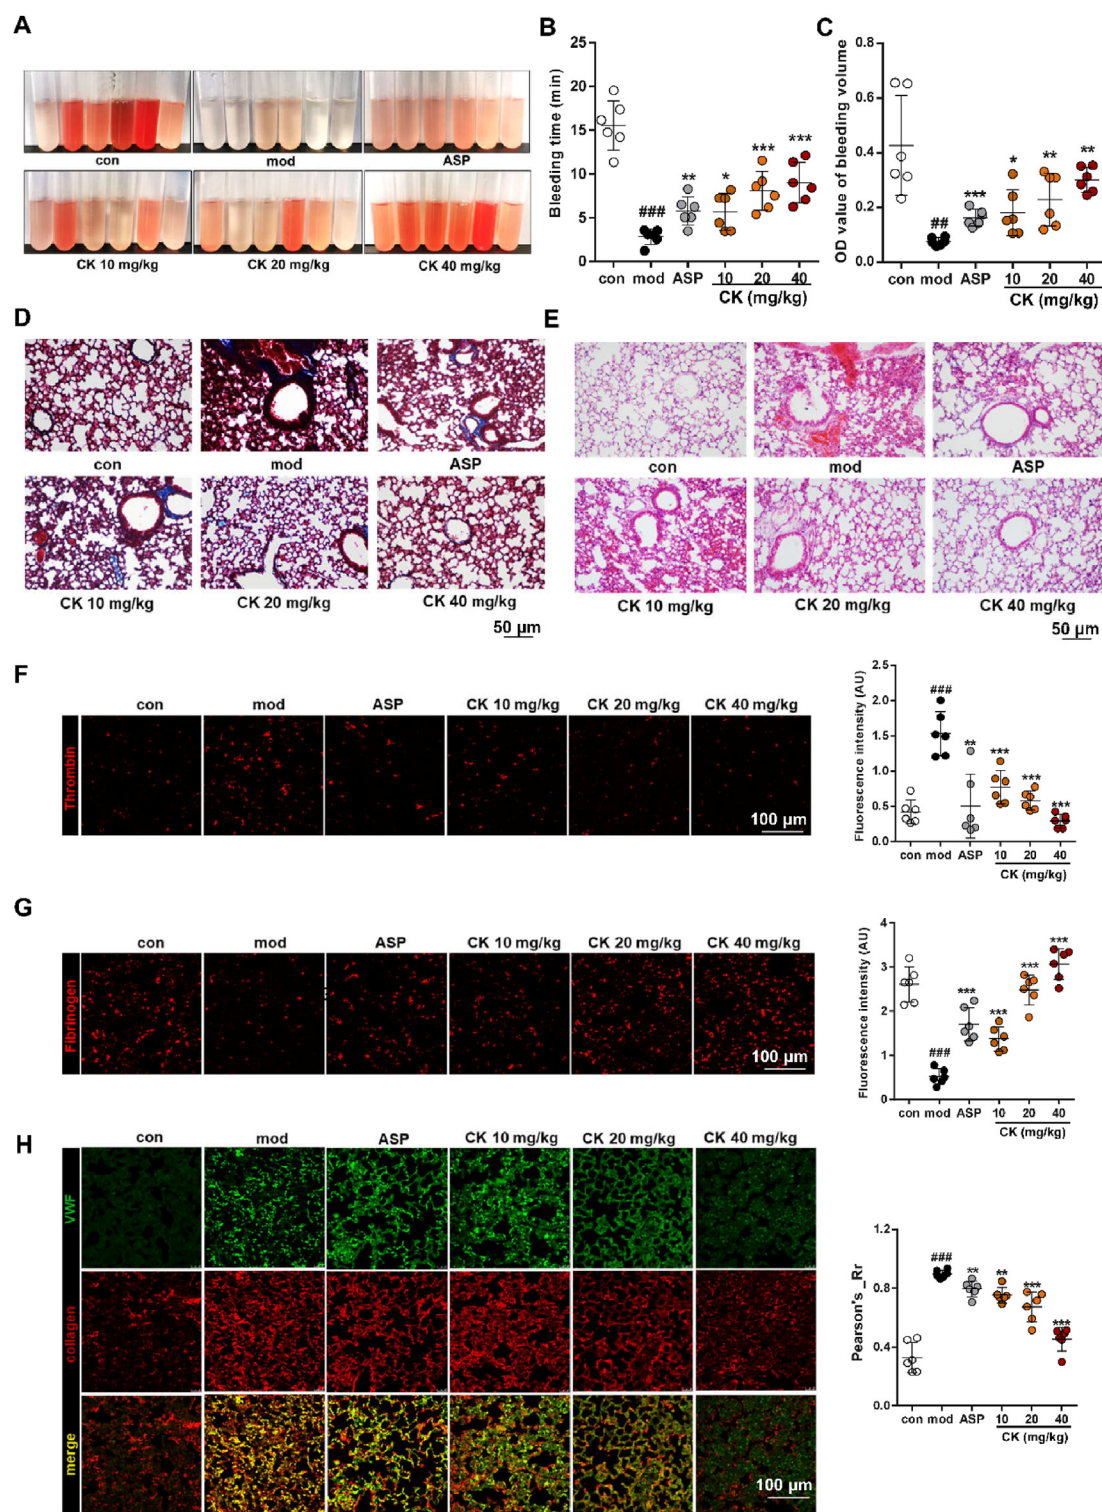 A
con
mod
ASP
CK 10 mg/kg
CK 20 mg/kg
CK 40 mg/kg
B
Bleeding time (min)
25
20
15
10
5
0
###
**
*
***
***
con
mod
ASP
10
20
40
CK (mg/kg)
C
OD value of bleeding volume
0.8
0.6
0.4
0.2
0.0
##
***
*
**
**
con
mod
ASP
10
20
40
CK (mg/kg)
D
con
mod
ASP
CK 10 mg/kg
CK 20 mg/kg
CK 40 mg/kg
50 µm
E
con
mod
ASP
CK 10 mg/kg
CK 20 mg/kg
CK 40 mg/kg
50 µm
F
con
mod
ASP
CK 10 mg/kg
CK 20 mg/kg
CK 40 mg/kg
Thrombin
100 µm
Fluorescence intensity (AU)
2.5
2.0
1.5
1.0
0.5
0.0
###
**
***
***
***
con
mod
ASP
10
20
40
CK (mg/kg)
G
con
mod
ASP
CK 10 mg/kg
CK 20 mg/kg
CK 40 mg/kg
Fibrinogen
100 µm
Fluorescence intensity (AU)
4
3
2
1
0
###
***
***
***
***
con
mod
ASP
10
20
40
CK (mg/kg)
H
con
mod
ASP
CK 10 mg/kg
CK 20 mg/kg
CK 40 mg/kg
VWF
collagen
merge
100 µm
Pearson's _Rr
1.2
0.8
0.4
0.0
###
**
**
***
***
con
mod
ASP
10
20
40
CK (mg/kg)